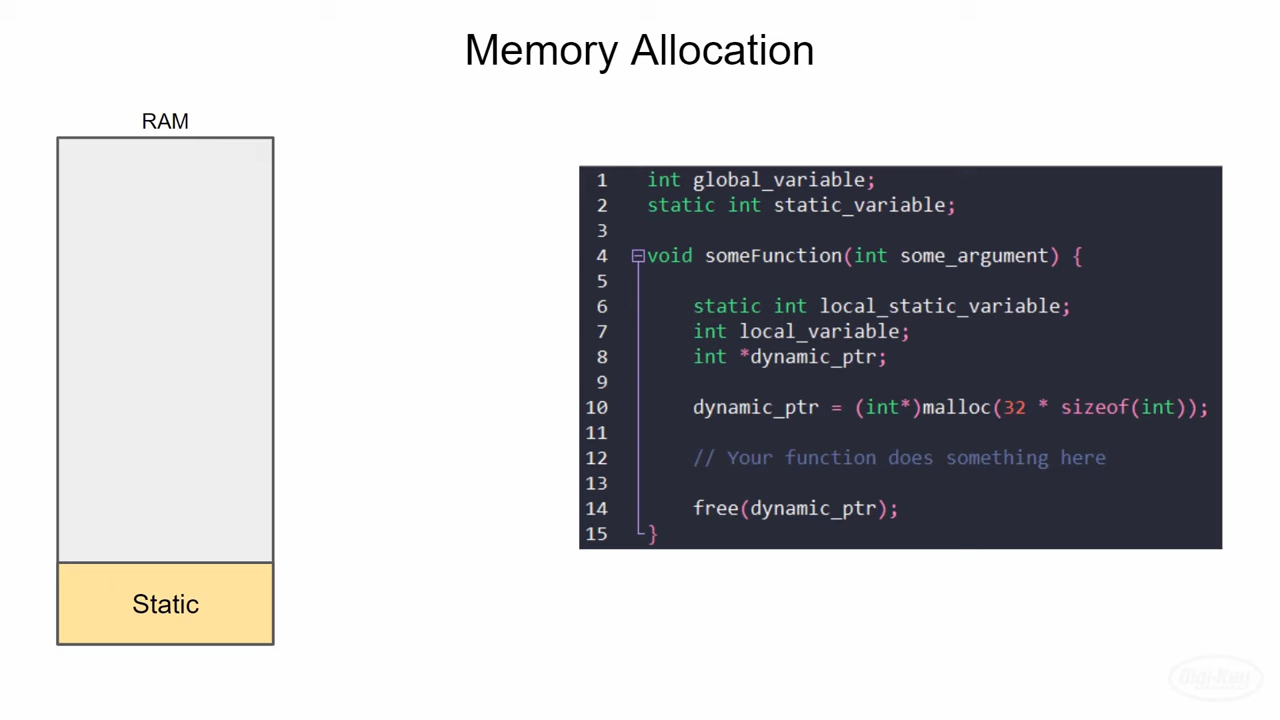 Memory Allocation
RAM
Static
1 int global_variable;
2 static int static_variable;
3
4 void someFunction(int some_argument) {
5
6 static int local_static_variable;
7 int local_variable;
8 int *dynamic_ptr;
9
10 dynamic_ptr = (int*)malloc(32 * sizeof(int));
11
12 // Your function does something here
13
14 free(dynamic_ptr);
15 }
Digi-Key